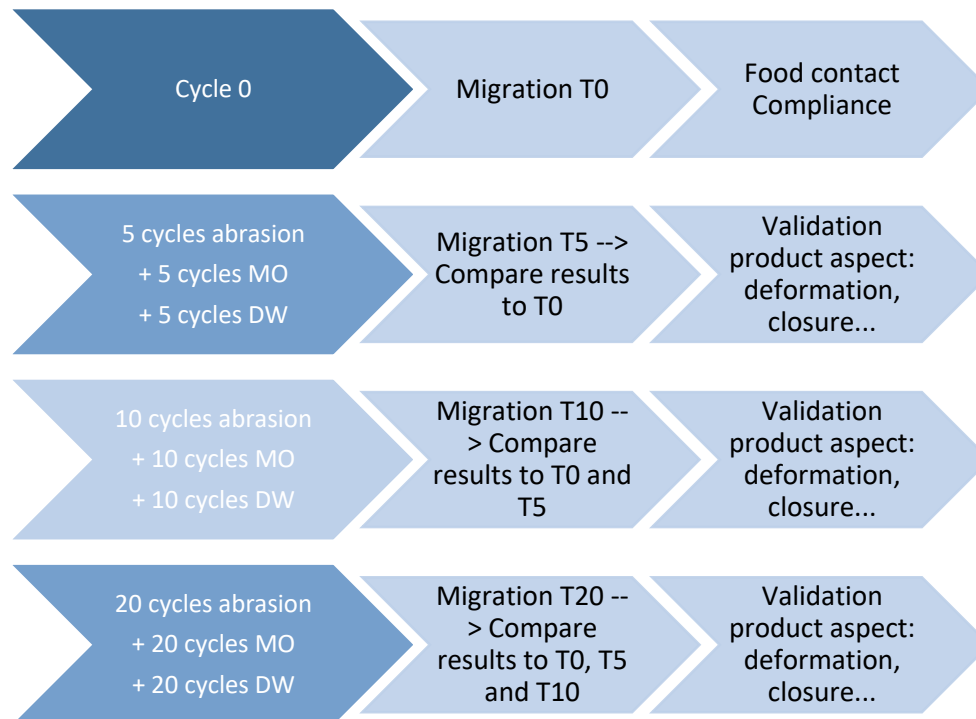 Cycle 0
Migration T0
Food contact
Compliance
5 cycles abrasion
+ 5 cycles MO
+ 5 cycles DW
Migration T5 -->
Compare results
to T0
Validation
product aspect:
deformation,
closure...
10 cycles abrasion
+ 10 cycles MO
+ 10 cycles DW
Migration T10 --
> Compare
results to T0 and
T5
Validation
product aspect:
deformation,
closure...
20 cycles abrasion
+ 20 cycles MO
+ 20 cycles DW
Migration T20 --
> Compare
results to T0, T5
and T10
Validation
product aspect:
deformation,
closure...